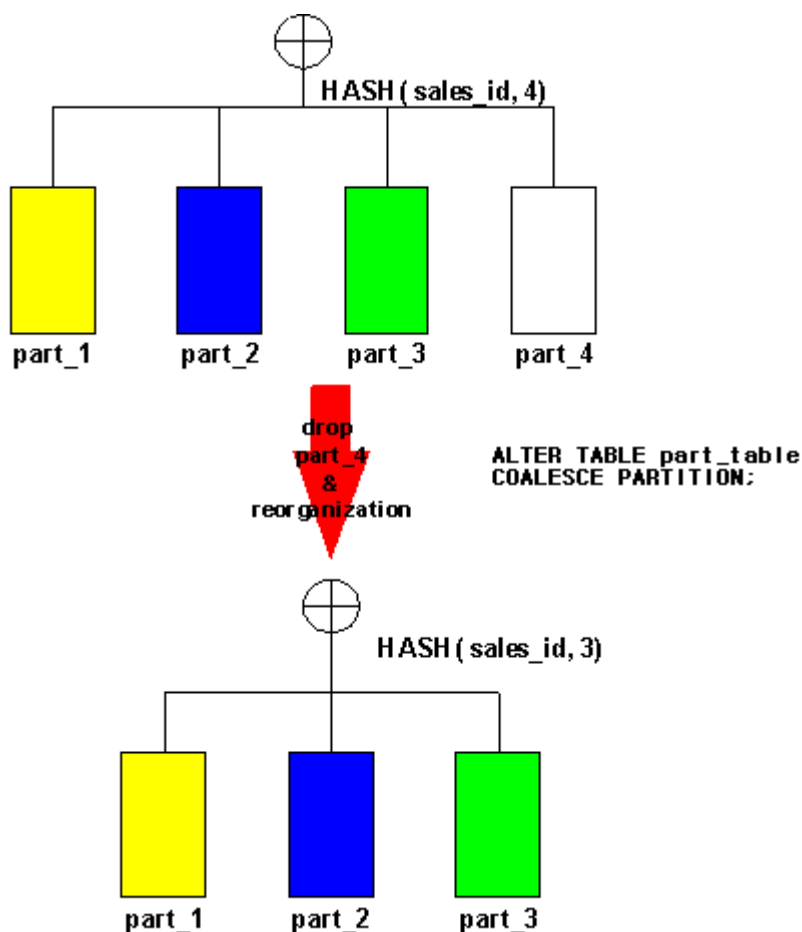 HASH ( sales_id, 4)
part_1
part_2
part_3
part_4
drop
part_4
&
reorganization
ALTER TABLE part_table
COALESCE PARTITION;
HASH ( sales_id, 3)
part_1
part_2
part_3